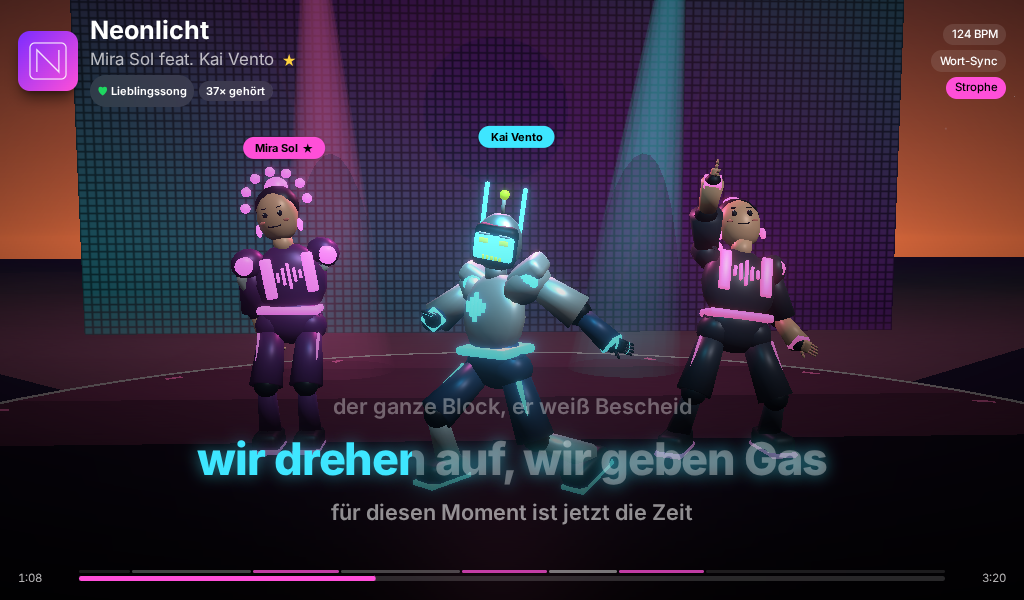 Neonlicht
Mira Sol feat. Kai Vento ★
Lieblingssong
37× gehört
124 BPM
Wort-Sync
Strophe
Mira Sol ★
Kai Vento
der ganze Block, er weiß Bescheid
wir drehen auf, wir geben Gas
für diesen Moment ist jetzt die Zeit
1:08
3:20